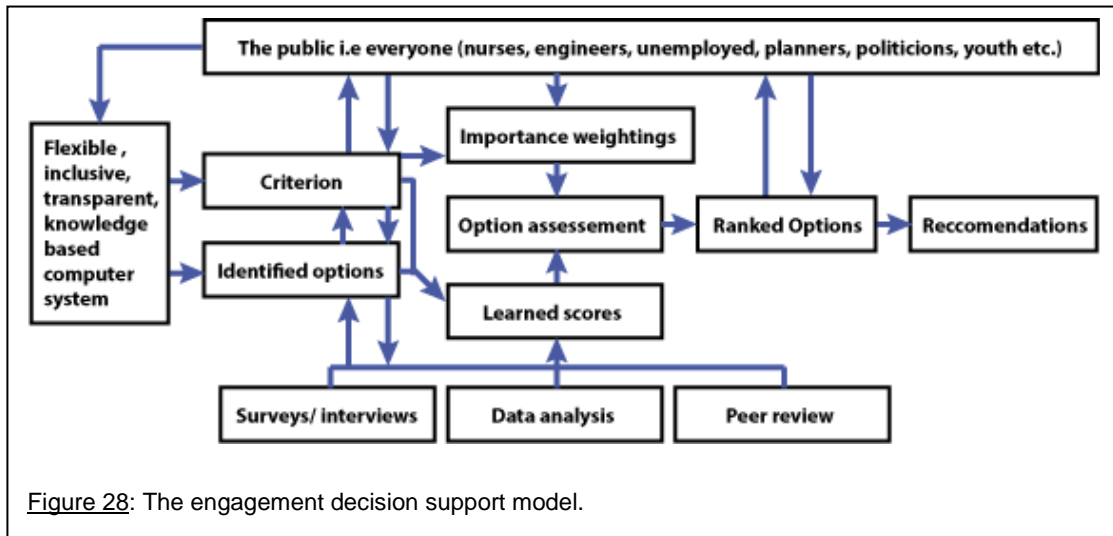 The public i.e everyone (nurses, engineers, unemployed, planners, politicions, youth etc.)
Flexible ,
inclusive,
transparent,
knowledge
based
computer
system
Criterion
Identified options
Importance weightings
Option assessement
Learned scores
Ranked Options
Reccomendations
Surveys/ interviews
Data analysis
Peer review
Figure 28: The engagement decision support model.